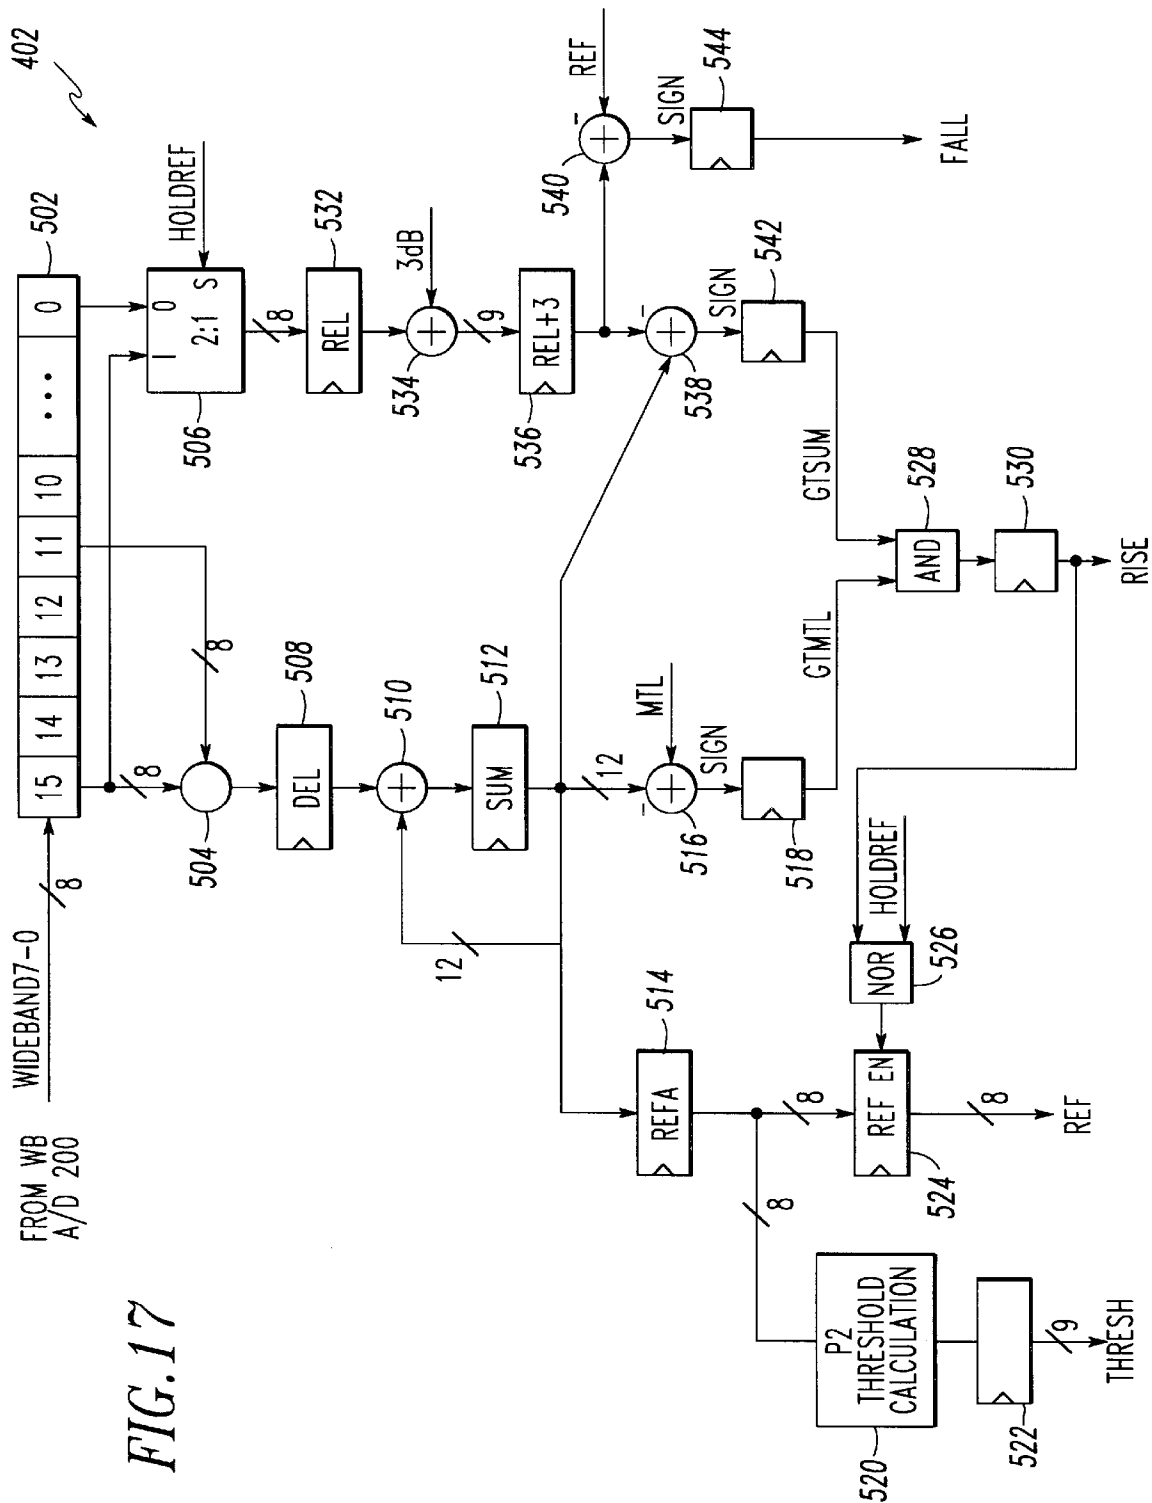 FIG.17
402
FROM WB
A/D 200
WIDEBAND7-0
8
15
14
13
12
11
10
...
0
502
8
8
504
HOLDREF
1
0
2:1
S
506
DEL
508
8
REL
532
510
3dB
534
12
SUM
512
9
REL+3
536
REF
-
540
SIGN
544
FALL
REFA
514
12
MTL
-
516
SIGN
518
-
538
SIGN
542
8
8
GTMTL
GTSUM
P2
THRESHOLD
CALCULATION
520
REF EN
524
NOR
526
HOLDREF
AND
528
530
522
9
THRESH
8
REF
RISE